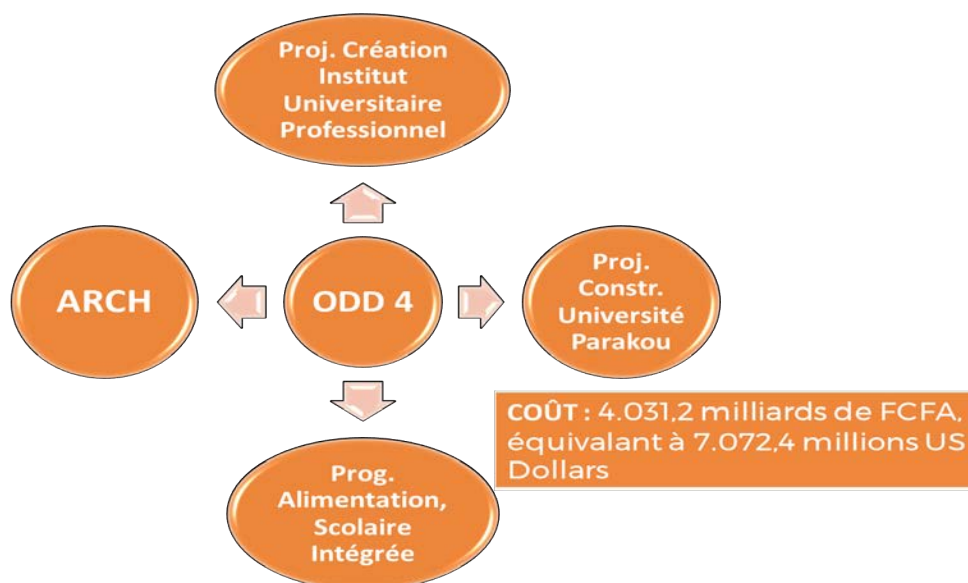 Proj. Création
Institut
Universitaire
Professionnel
ARCH
ODD 4
Proj.
Constr.
Université
Parakou
COÛT : 4.031,2 milliards de FCFA,
équivalant à 7.072,4 millions US
Dollars
Prog.
Alimentation,
Scolaire
Intégrée